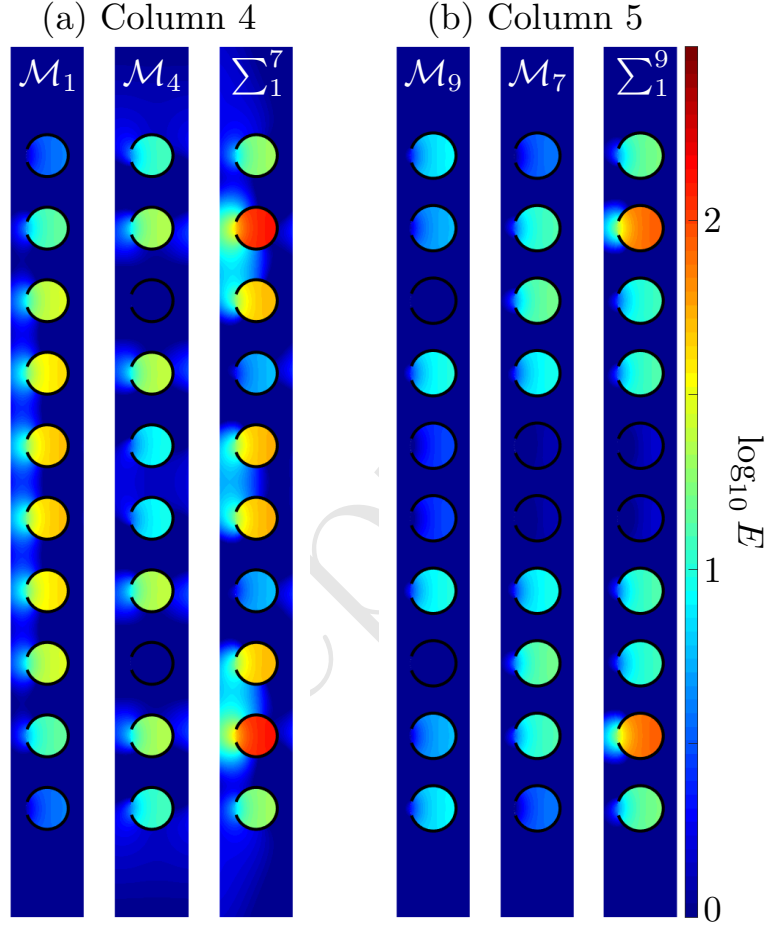 (a) Column 4
(b) Column 5
ℳ₁ ℳ₄ ∑₁⁷
ℳ₉ ℳ₇ ∑₁⁹
2
1
0
log₁₀ E